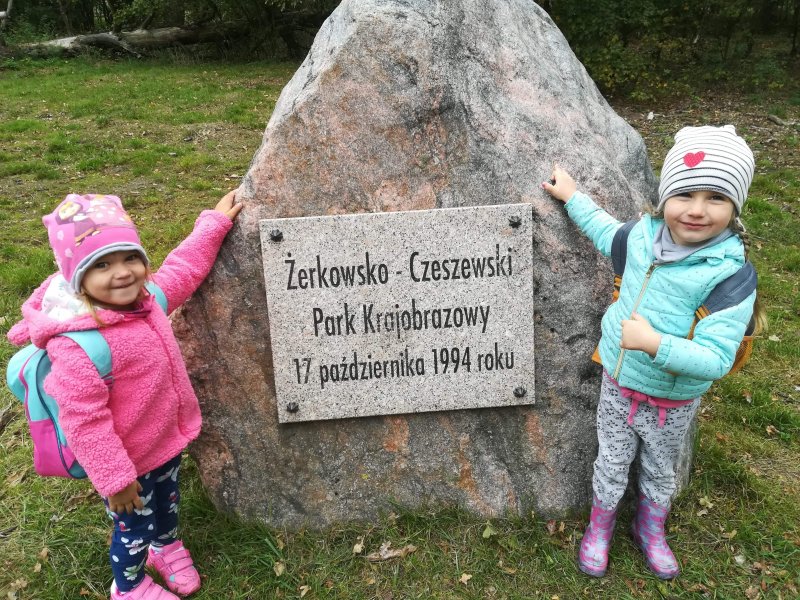 Żerkowsko - Czeszewski
Park Krajobrazowy
17 października 1994 roku